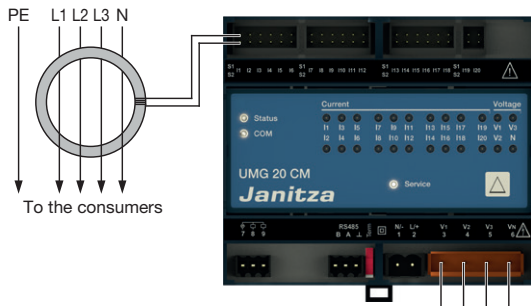 PE L1 L2 L3 N
To the consumers
S1 I1 I2 I3 I4 I5 I6 S1 I7 I8 I9 I10 I11 I12 S1 I13 I14 I15 I16 I17 I18 S1 I19 I20
S2 S2 S2 S2
Current Voltage
Status
COM
I1 I3 I5 I7 I9 I11 I13 I15 I17 I19 V1 V3
I2 I4 I6 I8 I10 I12 I14 I16 I18 I20 V2 N
UMG 20 CM
Janitza
Service
RS485 Term N/- L/+ V1 V2 V3 VN
7 8 9 B A 1 2 3 4 5 6